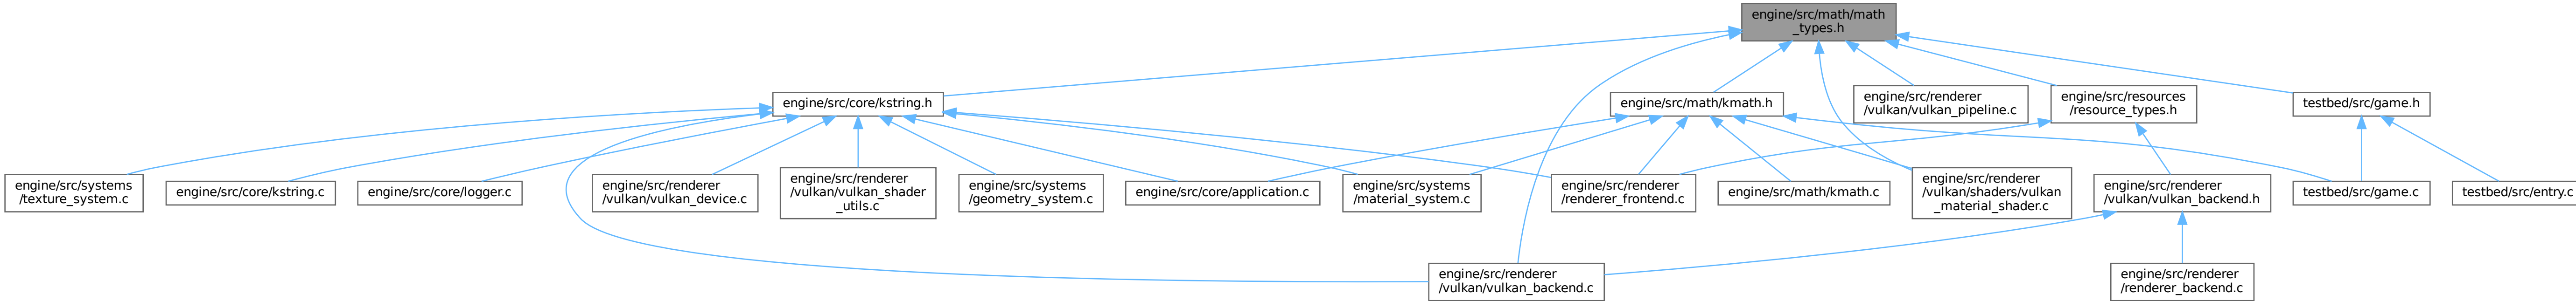 engine/src/math/math
_types.h
engine/src/core/kstring.h
engine/src/math/kmath.h
engine/src/renderer
/vulkan/vulkan_pipeline.c
engine/src/resources
/resource_types.h
testbed/src/game.h
engine/src/systems
/texture_system.c
engine/src/core/kstring.c
engine/src/core/logger.c
engine/src/renderer
/vulkan/vulkan_device.c
engine/src/renderer
/vulkan/vulkan_shader
_utils.c
engine/src/systems
/geometry_system.c
engine/src/core/application.c
engine/src/systems
/material_system.c
engine/src/renderer
/renderer_frontend.c
engine/src/math/kmath.c
engine/src/renderer
/vulkan/shaders/vulkan
_material_shader.c
engine/src/renderer
/vulkan/vulkan_backend.h
testbed/src/game.c
testbed/src/entry.c
engine/src/renderer
/vulkan/vulkan_backend.c
engine/src/renderer
/renderer_backend.c